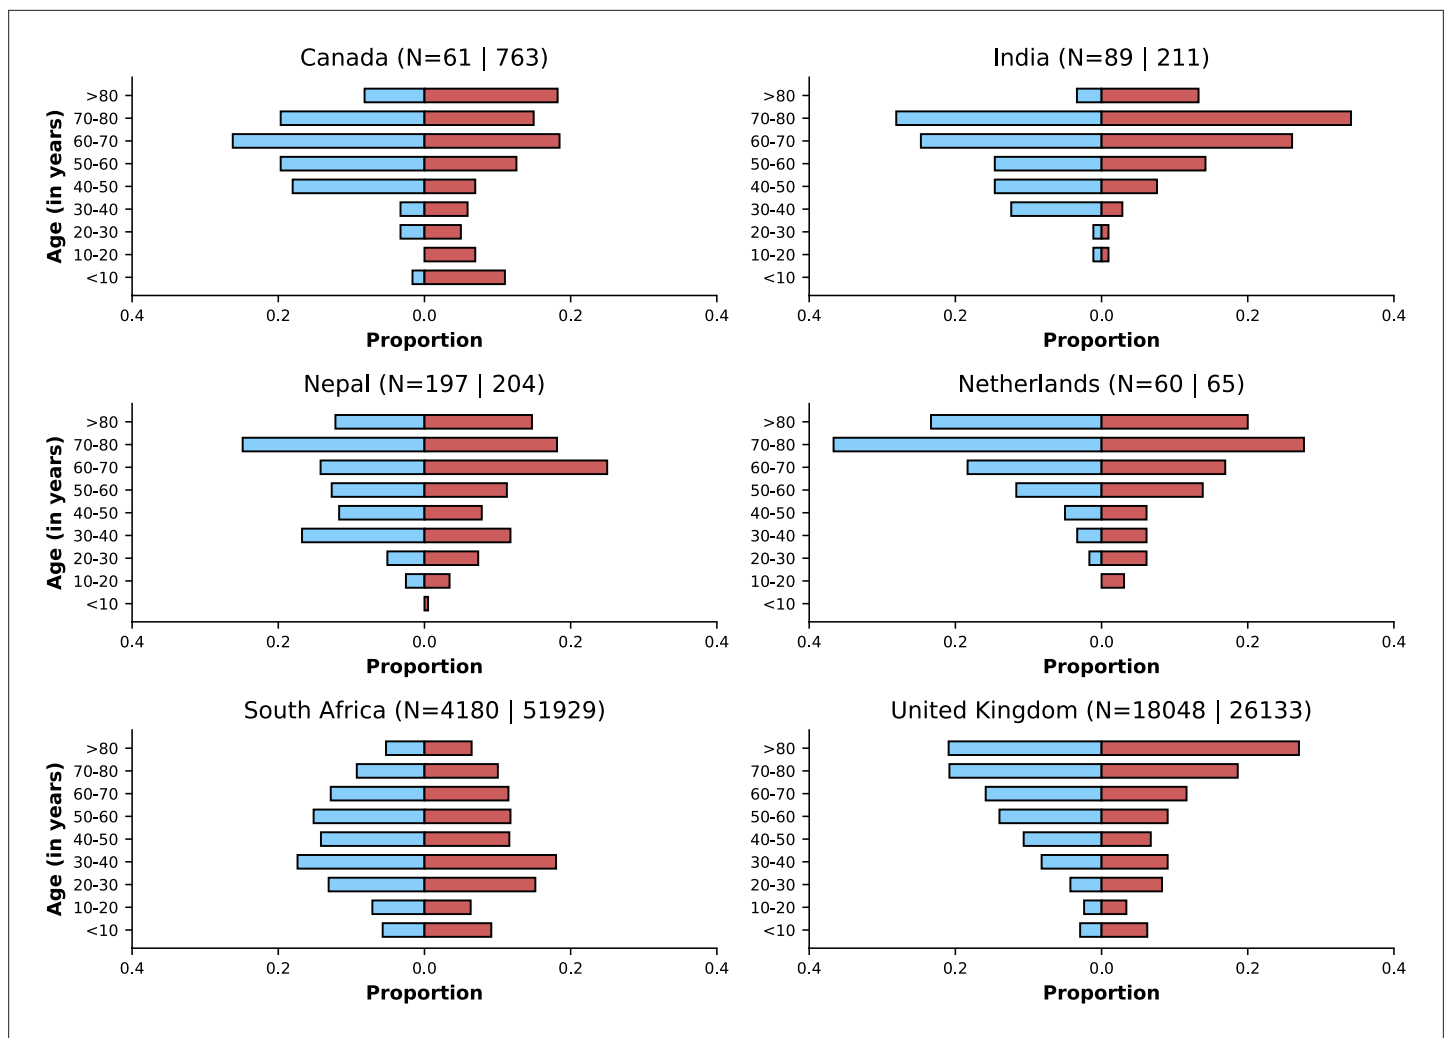 Canada (N=61 | 763)
Age (in years)
>80
70-80
60-70
50-60
40-50
30-40
20-30
10-20
<10
0.4 0.2 0.0 0.2 0.4
Proportion
India (N=89 | 211)
>80
70-80
60-70
50-60
40-50
30-40
20-30
10-20
<10
0.4 0.2 0.0 0.2 0.4
Proportion
Nepal (N=197 | 204)
Age (in years)
>80
70-80
60-70
50-60
40-50
30-40
20-30
10-20
<10
0.4 0.2 0.0 0.2 0.4
Proportion
Netherlands (N=60 | 65)
>80
70-80
60-70
50-60
40-50
30-40
20-30
10-20
<10
0.4 0.2 0.0 0.2 0.4
Proportion
South Africa (N=4180 | 51929)
Age (in years)
>80
70-80
60-70
50-60
40-50
30-40
20-30
10-20
<10
0.4 0.2 0.0 0.2 0.4
Proportion
United Kingdom (N=18048 | 26133)
>80
70-80
60-70
50-60
40-50
30-40
20-30
10-20
<10
0.4 0.2 0.0 0.2 0.4
Proportion